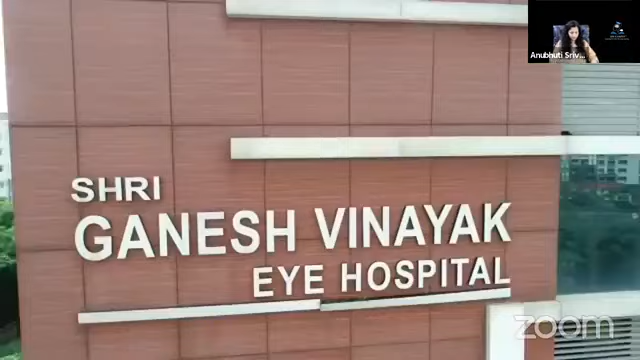 Anubhuti Sriv...
SHRI
GANESH VINAYAK
EYE HOSPITAL
zoom